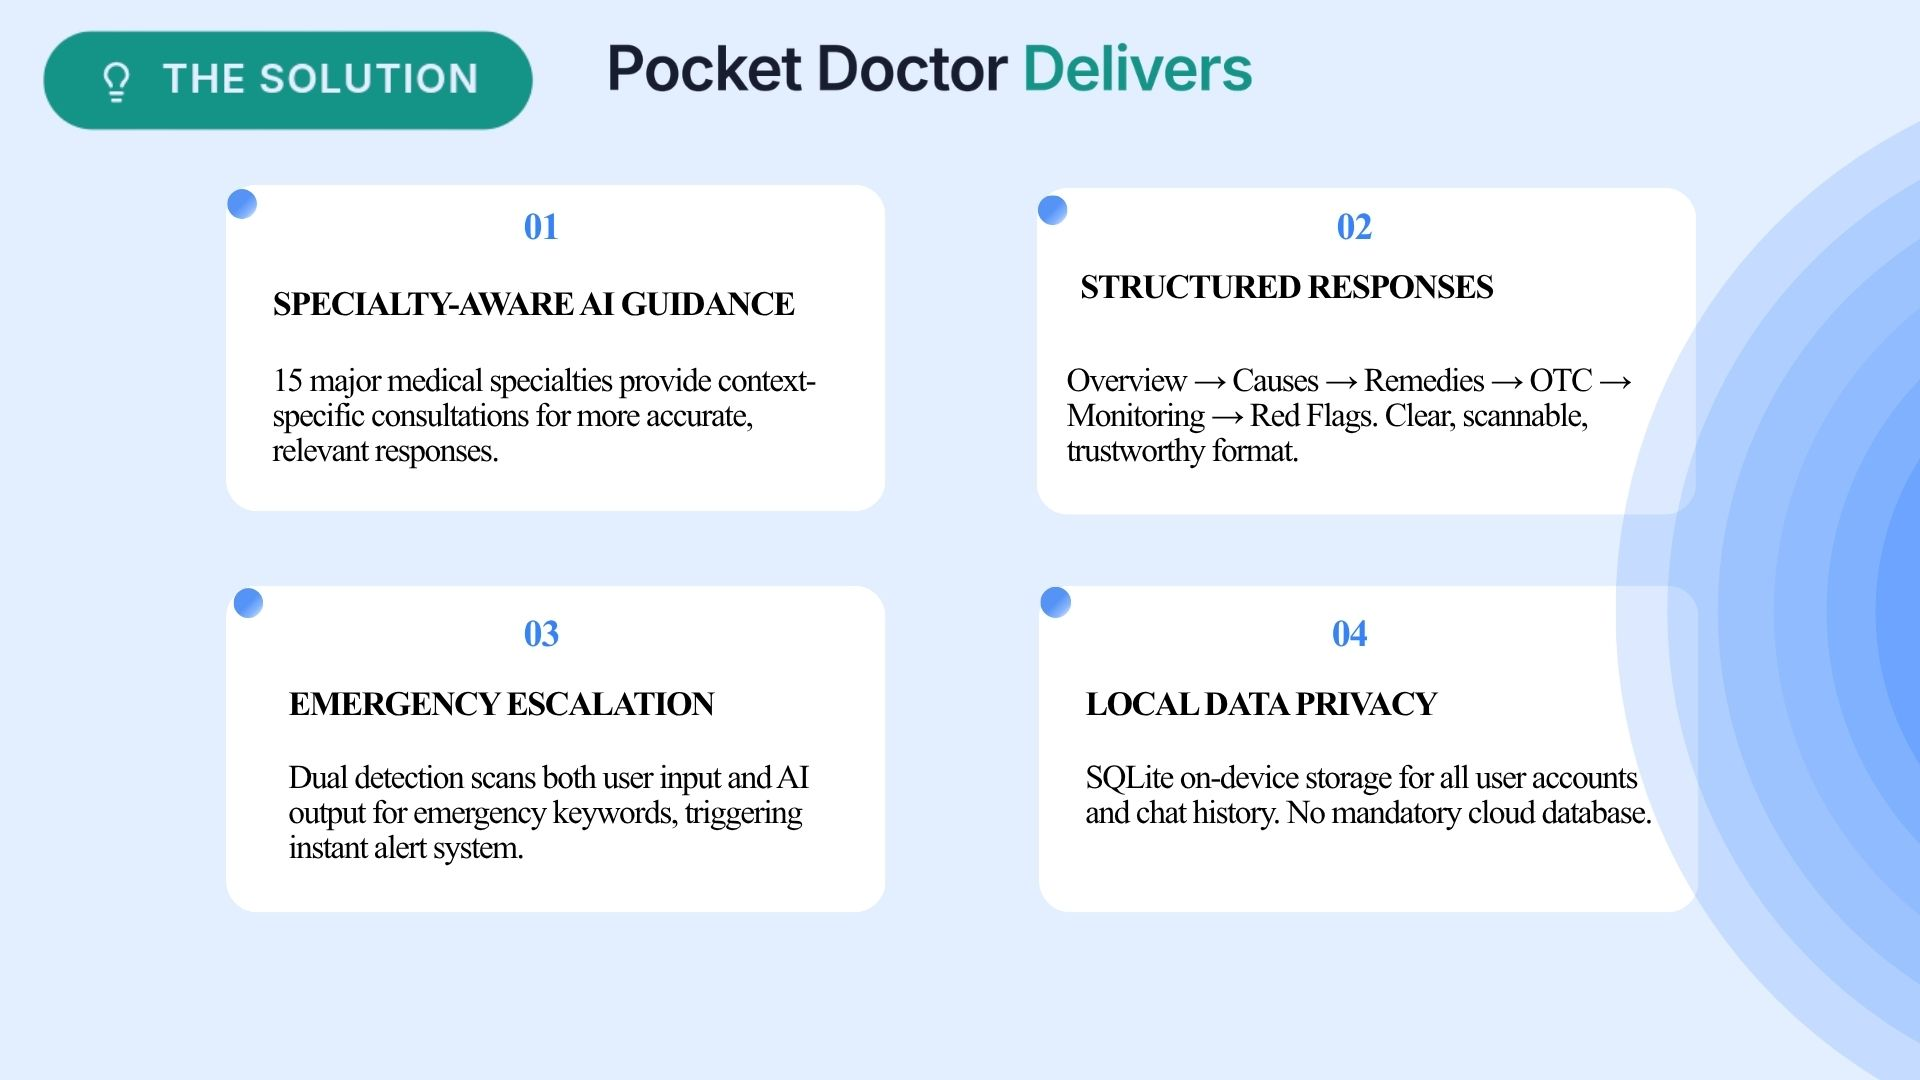 THE SOLUTION
Pocket Doctor Delivers
01
SPECIALTY-AWARE AI GUIDANCE
15 major medical specialties provide context-
specific consultations for more accurate,
relevant responses.
02
STRUCTURED RESPONSES
Overview → Causes → Remedies → OTC →
Monitoring → Red Flags. Clear, scannable,
trustworthy format.
03
EMERGENCY ESCALATION
Dual detection scans both user input and AI
output for emergency keywords, triggering
instant alert system.
04
LOCAL DATA PRIVACY
SQLite on-device storage for all user accounts
and chat history. No mandatory cloud database.